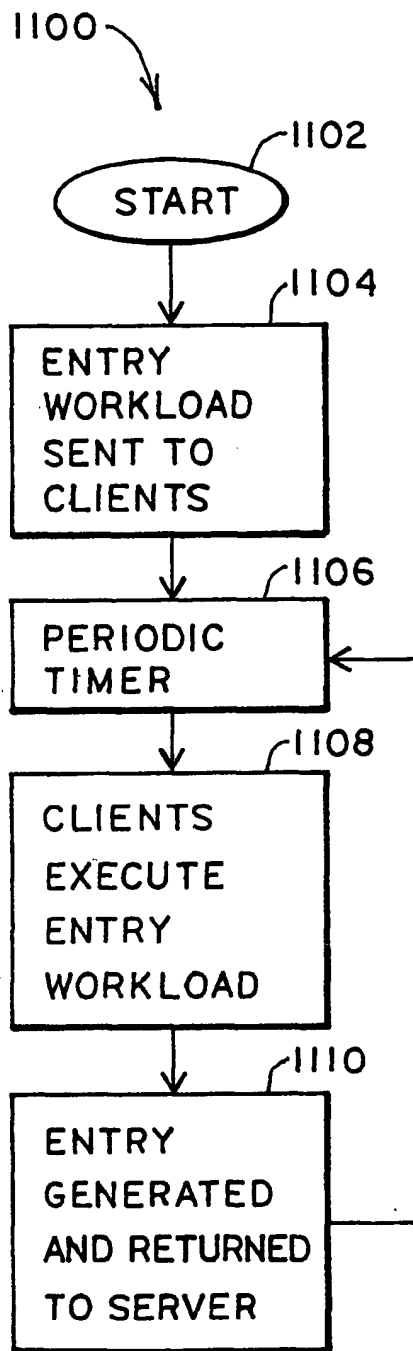 1100
1102
START
1104
ENTRY
WORKLOAD
SENT TO
CLIENTS
1106
PERIODIC
TIMER
1108
CLIENTS
EXECUTE
ENTRY
WORKLOAD
1110
ENTRY
GENERATED
AND RETURNED
TO SERVER